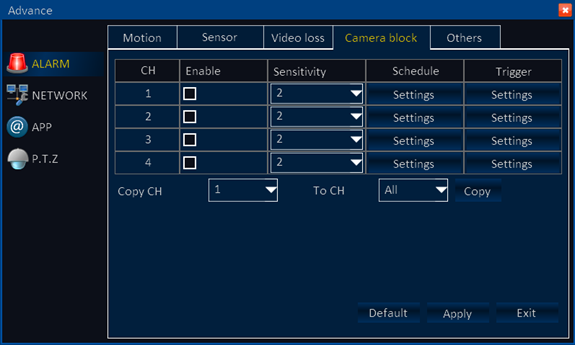 Advance
Motion Sensor Video loss Camera block Others
ALARM
NETWORK
APP
P.T.Z
CH Enable Sensitivity Schedule Trigger
1 2 Settings Settings
2 2 Settings Settings
3 2 Settings Settings
4 2 Settings Settings
Copy CH 1 To CH All Copy
Default Apply Exit